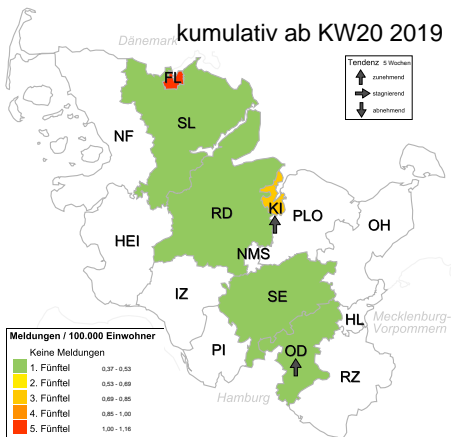 kumulativ ab KW20 2019
Dänemark
Tendenz 5 Wochen
zunehmend
stagnierend
abnehmend
FL
SL
NF
RD
KI
PLO
OH
HEI
NMS
IZ
SE
HL
Mecklenburg-
Vorpommern
PI
OD
RZ
Hamburg
Meldungen / 100.000 Einwohner
Keine Meldungen
1. Fünftel 0,37 - 0,53
2. Fünftel 0,53 - 0,69
3. Fünftel 0,69 - 0,85
4. Fünftel 0,85 - 1,00
5. Fünftel 1,00 - 1,16